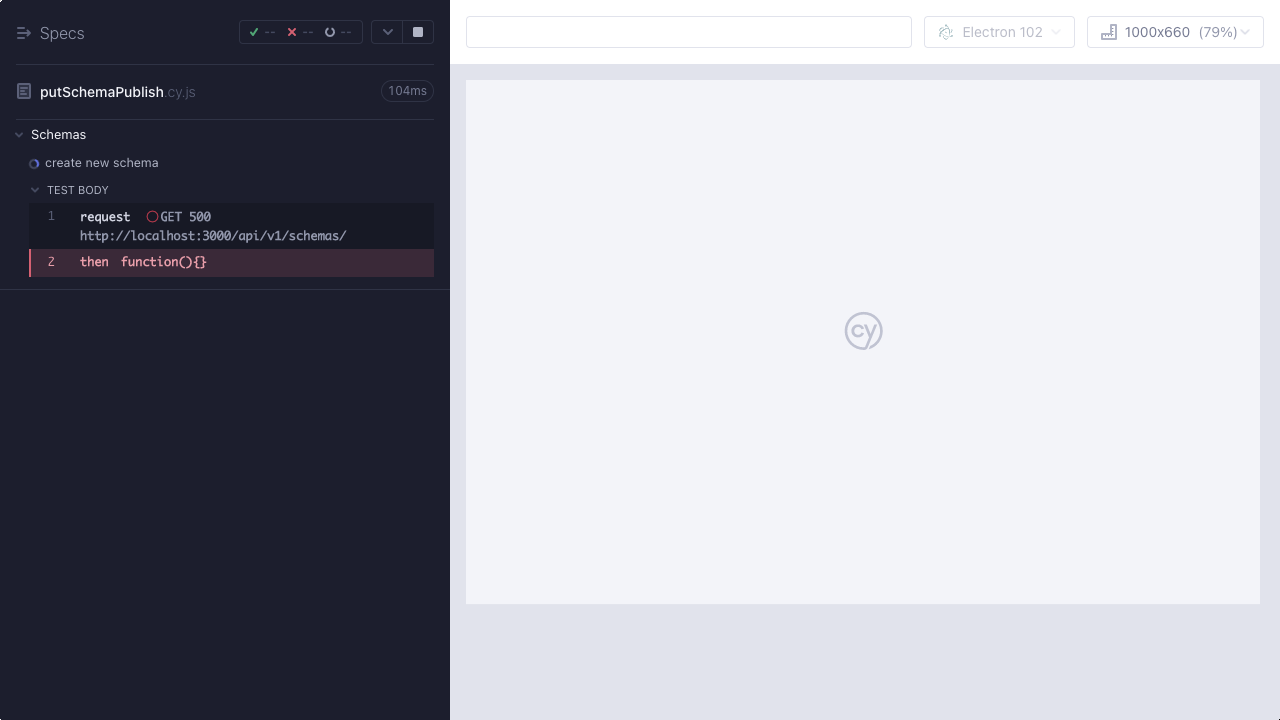 Specs
-- -- --
putSchemaPublish.cy.js 104ms
Schemas
create new schema
TEST BODY
1 request GET 500
http://localhost:3000/api/v1/schemas/
2 then function(){}
Electron 102
1000x660 (79%)
cy